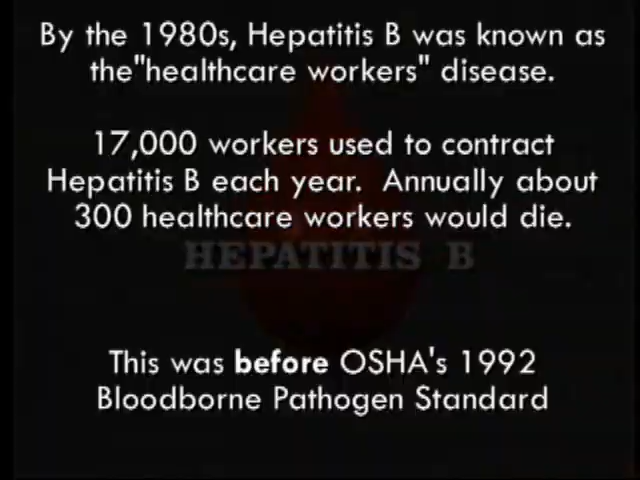 By the 1980s, Hepatitis B was known as
the"healthcare workers" disease.
17,000 workers used to contract
Hepatitis B each year.  Annually about
300 healthcare workers would die.
HEPATITIS B
This was before OSHA's 1992
Bloodborne Pathogen Standard